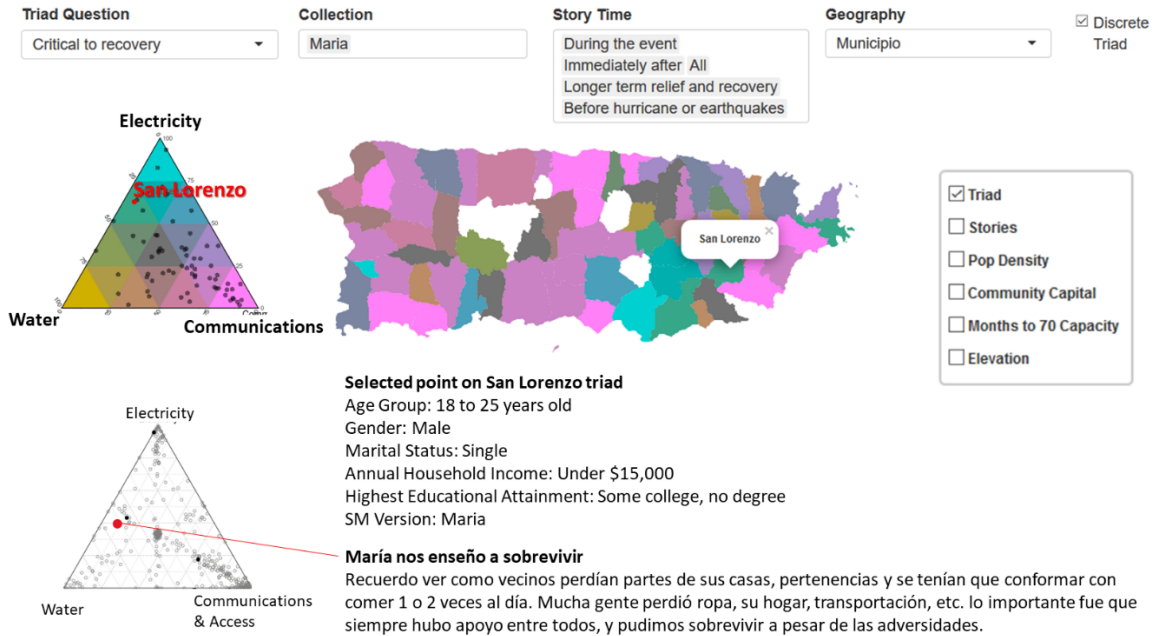 Triad Question
Collection
Story Time
Geography
Discrete
Triad
Critical to recovery
Maria
During the event
Immediately after All
Longer term relief and recovery
Before hurricane or earthquakes
Municipio
Electricity
100
San Lorenzo
75
50
25
Water
Communications
San Lorenzo
×
Triad
Stories
Pop Density
Community Capital
Months to 70 Capacity
Elevation
Selected point on San Lorenzo triad
Age Group: 18 to 25 years old
Gender: Male
Marital Status: Single
Annual Household Income: Under $15,000
Highest Educational Attainment: Some college, no degree
SM Version: Maria
Electricity
Water
Communications
& Access
María nos enseño a sobrevivir
Recuerdo ver como vecinos perdían partes de sus casas, pertenencias y se tenían que conformar con
comer 1 o 2 veces al día. Mucha gente perdió ropa, su hogar, transportación, etc. lo importante fue que
siempre hubo apoyo entre todos, y pudimos sobrevivir a pesar de las adversidades.